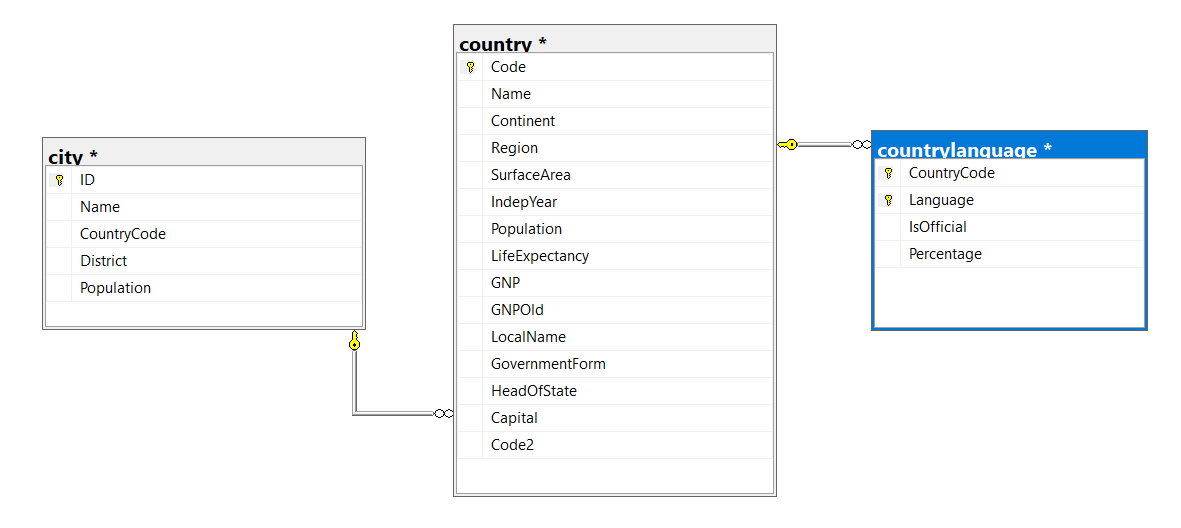 city *
ID
Name
CountryCode
District
Population
country *
Code
Name
Continent
Region
SurfaceArea
IndepYear
Population
LifeExpectancy
GNP
GNPOld
LocalName
GovernmentForm
HeadOfState
Capital
Code2
countrylanguage *
CountryCode
Language
IsOfficial
Percentage